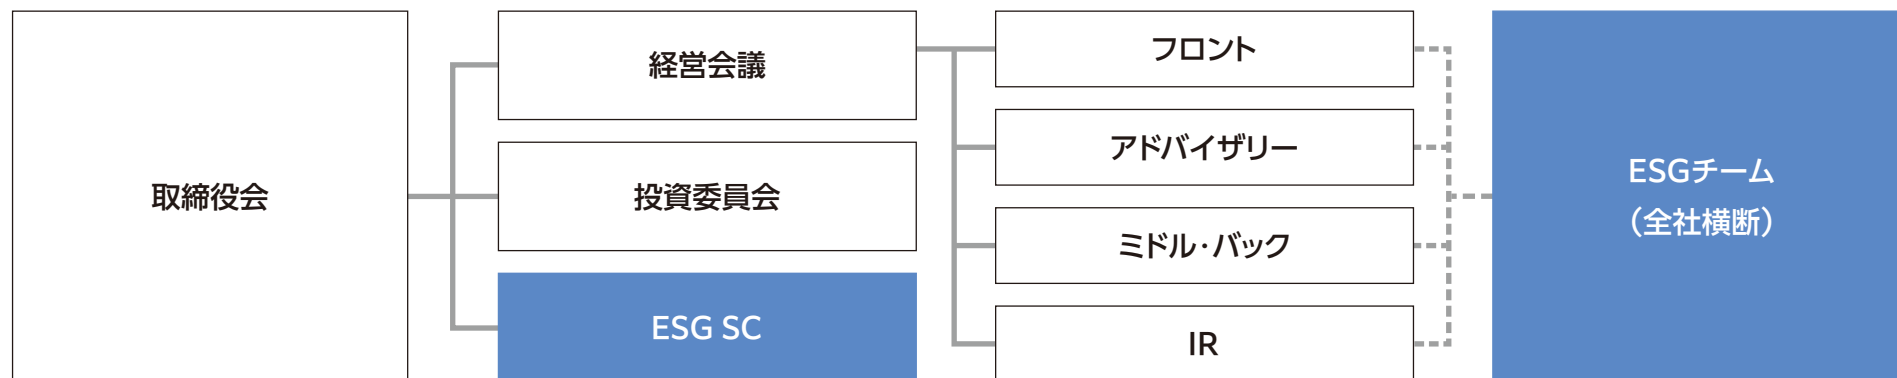 取締役会
経営会議
投資委員会
ESG SC
フロント
アドバイザリー
ミドル・バック
IR
ESGチーム
（全社横断）